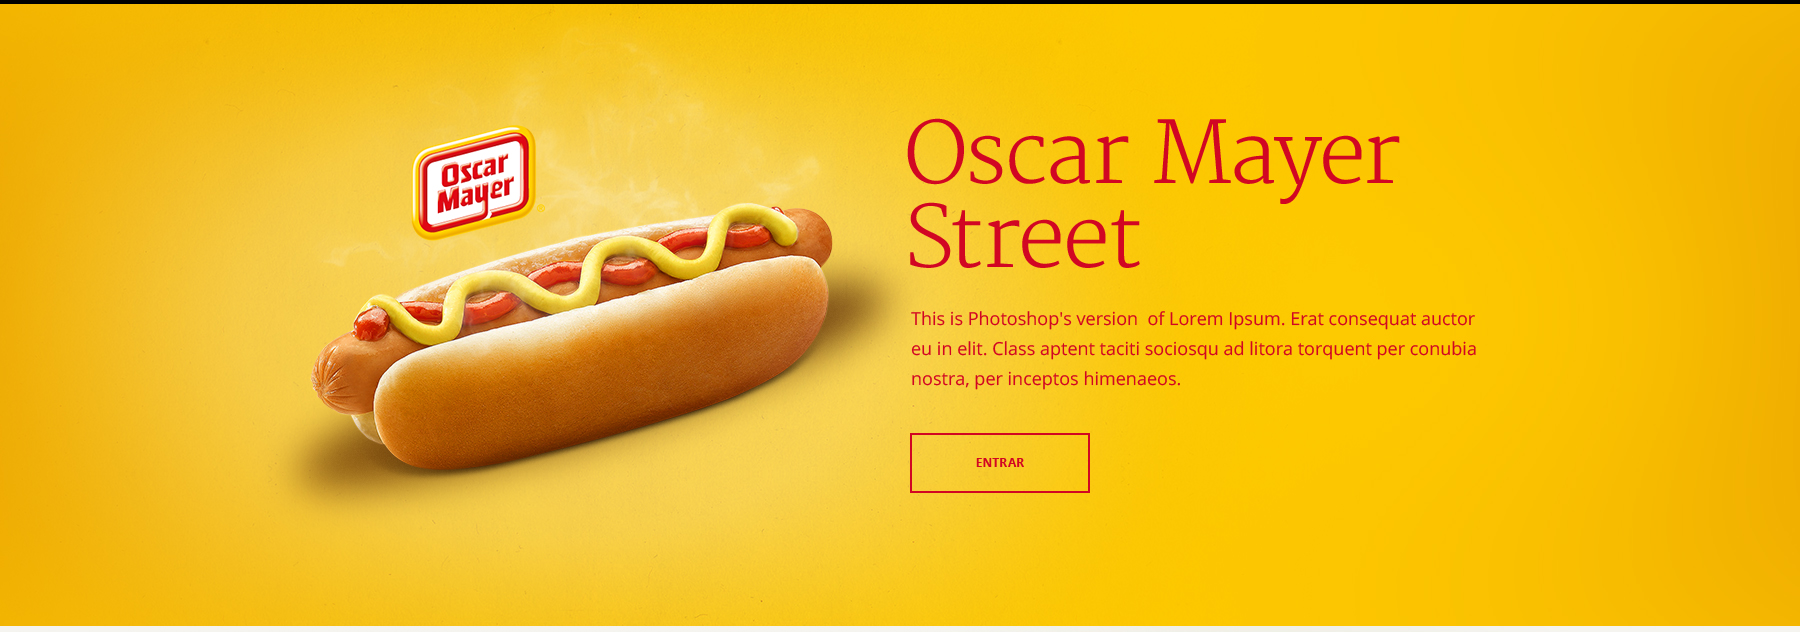 Oscar
Mayer
Oscar Mayer
Street
This is Photoshop's version  of Lorem Ipsum. Erat consequat auctor
eu in elit. Class aptent taciti sociosqu ad litora torquent per conubia
nostra, per inceptos himenaeos.
ENTRAR